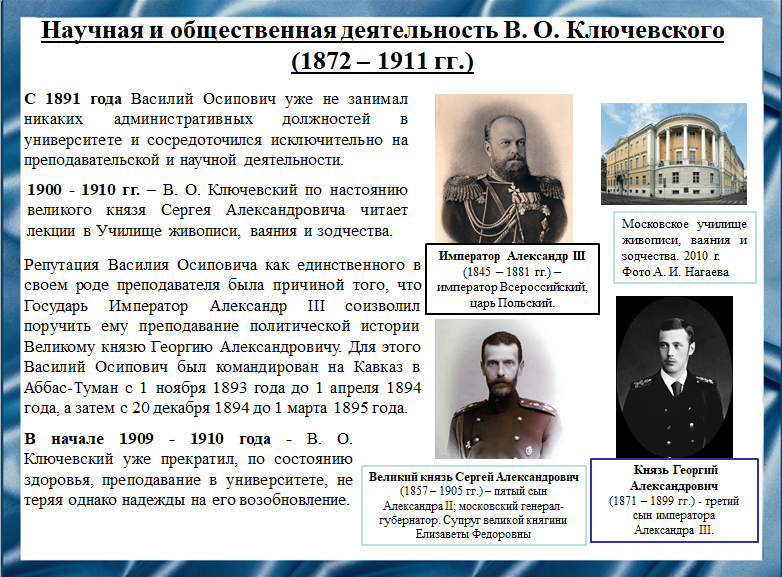 Научная и общественная деятельность В. О. Ключевского
(1872 – 1911 гг.)
С 1891 года Василий Осипович уже не занимал
никаких административных должностей в
университете и сосредоточился исключительно на
преподавательской и научной деятельности.
1900 - 1910 гг. – В. О. Ключевский по настоянию
великого князя Сергея Александровича читает
лекции в Училище живописи, ваяния и зодчества.
Репутация Василия Осиповича как единственного в
своем роде преподавателя была причиной того, что
Государь Император Александр III соизволил
поручить ему преподавание политической истории
Великому князю Георгию Александровичу. Для этого
Василий Осипович был командирован на Кавказ в
Аббас-Туман с 1 ноября 1893 года до 1 апреля 1894
года, а затем с 20 декабря 1894 до 1 марта 1895 года.
В начале 1909 - 1910 года - В. О.
Ключевский уже прекратил, по состоянию
здоровья, преподавание в университете, не
теряя однако надежды на его возобновление.
Император Александр III
(1845 – 1881 гг.) –
император Всероссийский,
царь Польский.
Московское училище
живописи, ваяния и
зодчества. 2010 г.
Фото А. И. Нагаева
Великий князь Сергей Александрович
(1857 – 1905 гг.) – пятый сын
Александра II; московский генерал-
губернатор. Супруг великой княгини
Елизаветы Федоровны
Князь Георгий
Александрович
(1871 – 1899 гг.) - третий
сын императора
Александра III.